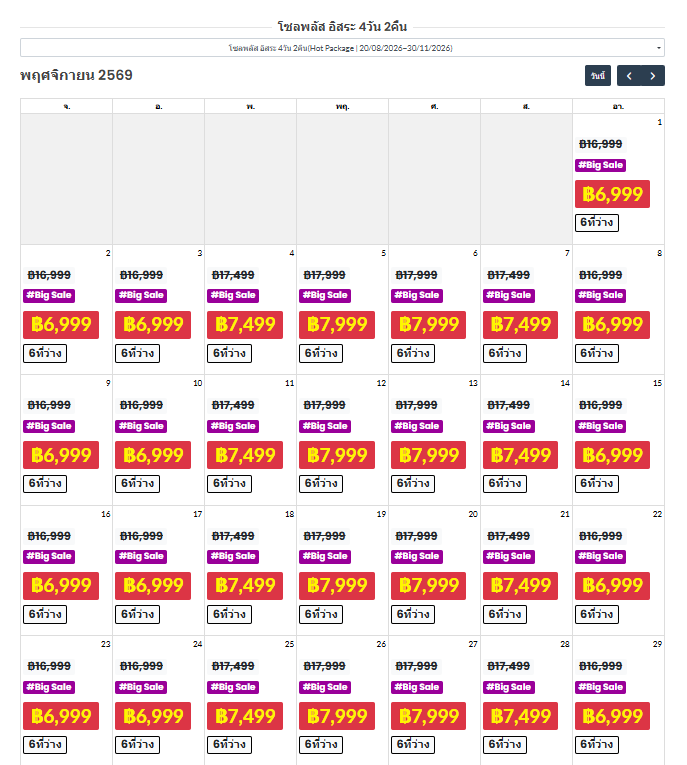 โซลพลัส อิสระ 4วัน 2คืน
โซลพลัส อิสระ 4วัน 2คืน(Hot Package | 20/08/2026-30/11/2026)
พฤศจิกายน 2569
วันนี้
จ. อ. พ. พฤ. ศ. ส. อา.
1
฿16,999
#Big Sale
฿6,999
6ที่ว่าง
2 3 4 5 6 7 8
฿16,999 ฿16,999 ฿17,499 ฿17,999 ฿17,999 ฿17,499 ฿16,999
#Big Sale #Big Sale #Big Sale #Big Sale #Big Sale #Big Sale #Big Sale
฿6,999 ฿6,999 ฿7,499 ฿7,999 ฿7,999 ฿7,499 ฿6,999
6ที่ว่าง 6ที่ว่าง 6ที่ว่าง 6ที่ว่าง 6ที่ว่าง 6ที่ว่าง 6ที่ว่าง
9 10 11 12 13 14 15
฿16,999 ฿16,999 ฿17,499 ฿17,999 ฿17,999 ฿17,499 ฿16,999
#Big Sale #Big Sale #Big Sale #Big Sale #Big Sale #Big Sale #Big Sale
฿6,999 ฿6,999 ฿7,499 ฿7,999 ฿7,999 ฿7,499 ฿6,999
6ที่ว่าง 6ที่ว่าง 6ที่ว่าง 6ที่ว่าง 6ที่ว่าง 6ที่ว่าง 6ที่ว่าง
16 17 18 19 20 21 22
฿16,999 ฿16,999 ฿17,499 ฿17,999 ฿17,999 ฿17,499 ฿16,999
#Big Sale #Big Sale #Big Sale #Big Sale #Big Sale #Big Sale #Big Sale
฿6,999 ฿6,999 ฿7,499 ฿7,999 ฿7,999 ฿7,499 ฿6,999
6ที่ว่าง 6ที่ว่าง 6ที่ว่าง 6ที่ว่าง 6ที่ว่าง 6ที่ว่าง 6ที่ว่าง
23 24 25 26 27 28 29
฿16,999 ฿16,999 ฿17,499 ฿17,999 ฿17,999 ฿17,499 ฿16,999
#Big Sale #Big Sale #Big Sale #Big Sale #Big Sale #Big Sale #Big Sale
฿6,999 ฿6,999 ฿7,499 ฿7,999 ฿7,999 ฿7,499 ฿6,999
6ที่ว่าง 6ที่ว่าง 6ที่ว่าง 6ที่ว่าง 6ที่ว่าง 6ที่ว่าง 6ที่ว่าง